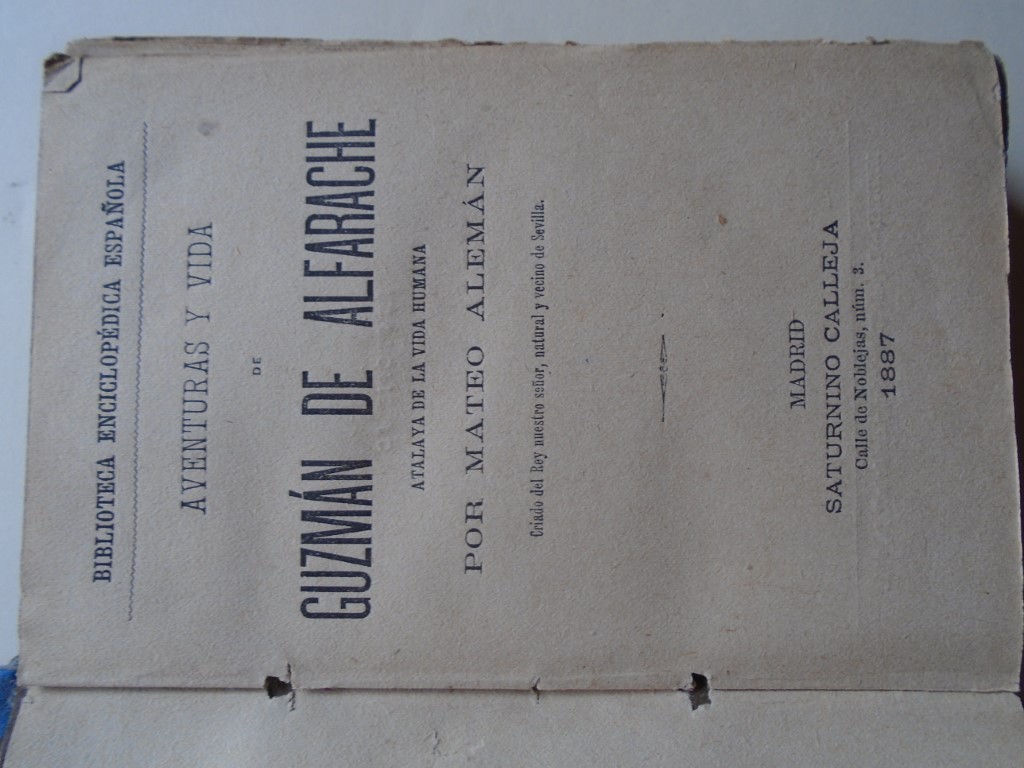 BIBLIOTECA ENCICLOPÉDICA ESPAÑOLA
AVENTURAS Y VIDA
DE
GUZMÁN DE ALFARACHE
ATALAYA DE LA VIDA HUMANA
POR MATEO ALEMÁN
Criado del Rey nuestro señor, natural y vecino de Sevilla.
MADRID
SATURNINO CALLEJA
Calle de Noblejas, núm. 3.
1887